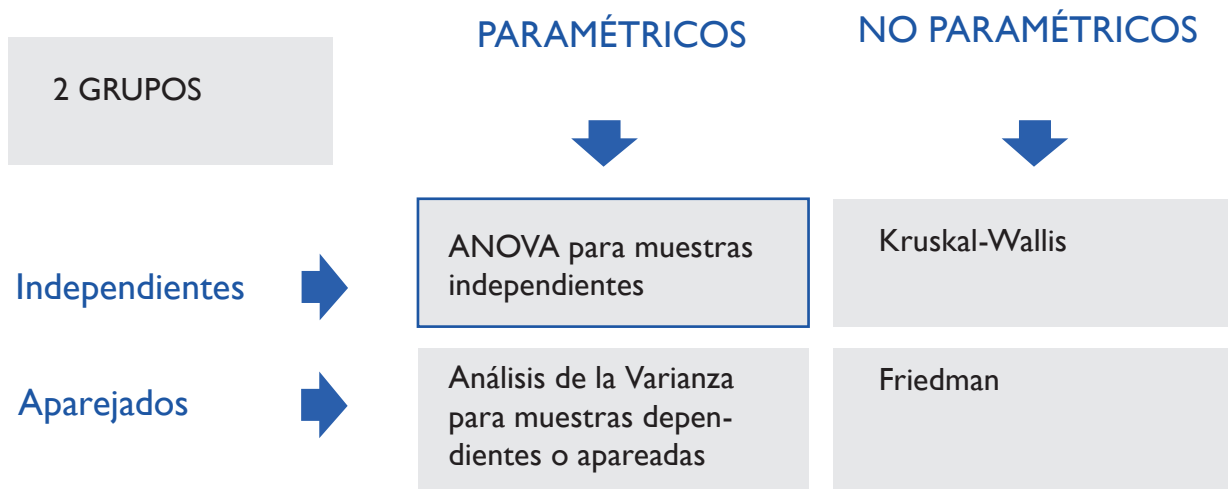 PARAMÉTRICOS
NO PARAMÉTRICOS
2 GRUPOS
Independientes
ANOVA para muestras
independientes
Kruskal-Wallis
Aparejados
Análisis de la Varianza
para muestras depen-
dientes o apareadas
Friedman